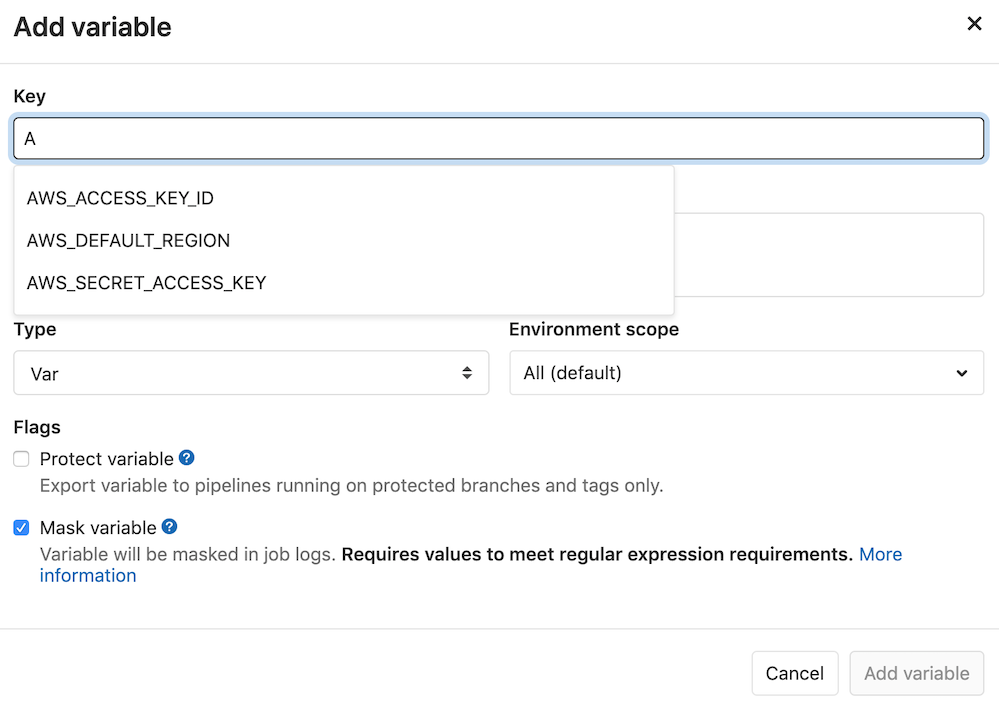 Add variable
Key
A
AWS_ACCESS_KEY_ID
AWS_DEFAULT_REGION
AWS_SECRET_ACCESS_KEY
Type
Environment scope
Var
All (default)
Flags
Protect variable
Export variable to pipelines running on protected branches and tags only.
Mask variable
Variable will be masked in job logs. Requires values to meet regular expression requirements. More
information
Cancel
Add variable